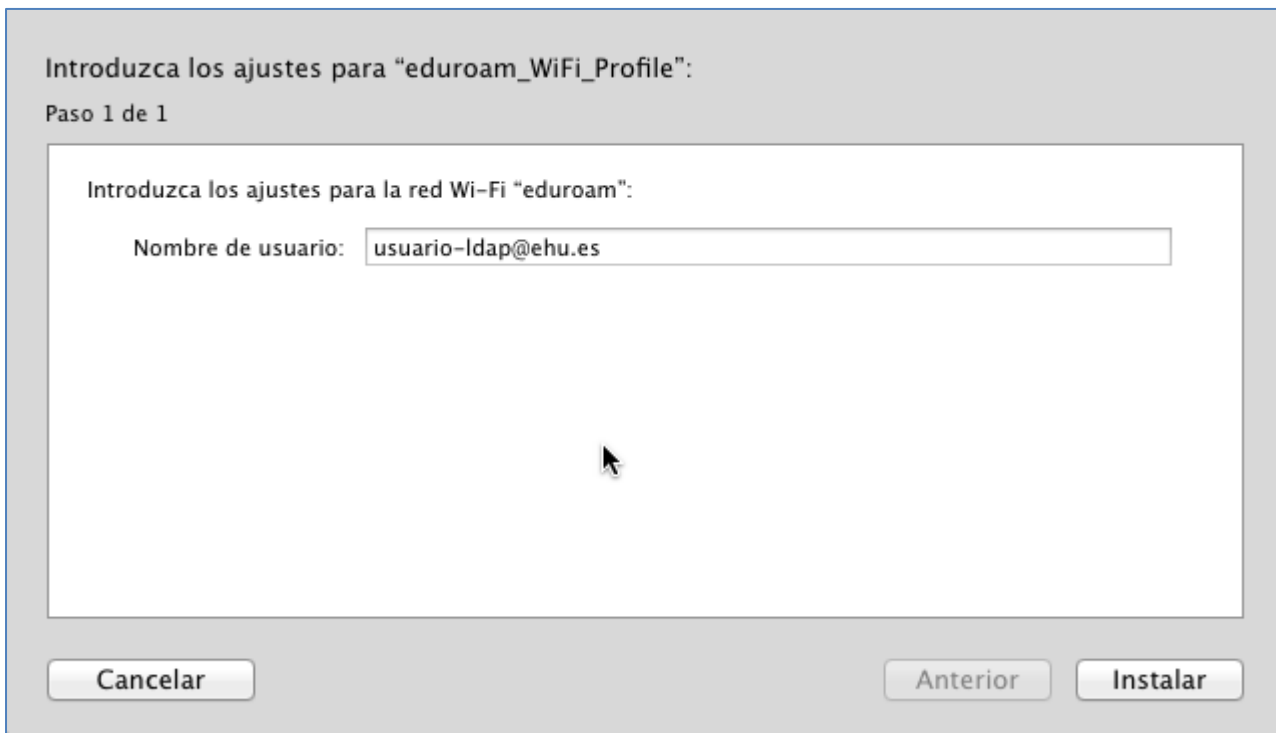 Introduzca los ajustes para “eduroam_WiFi_Profile”:
Paso 1 de 1
Introduzca los ajustes para la red Wi-Fi “eduroam”:
Nombre de usuario: usuario-ldap@ehu.es
Cancelar Anterior Instalar